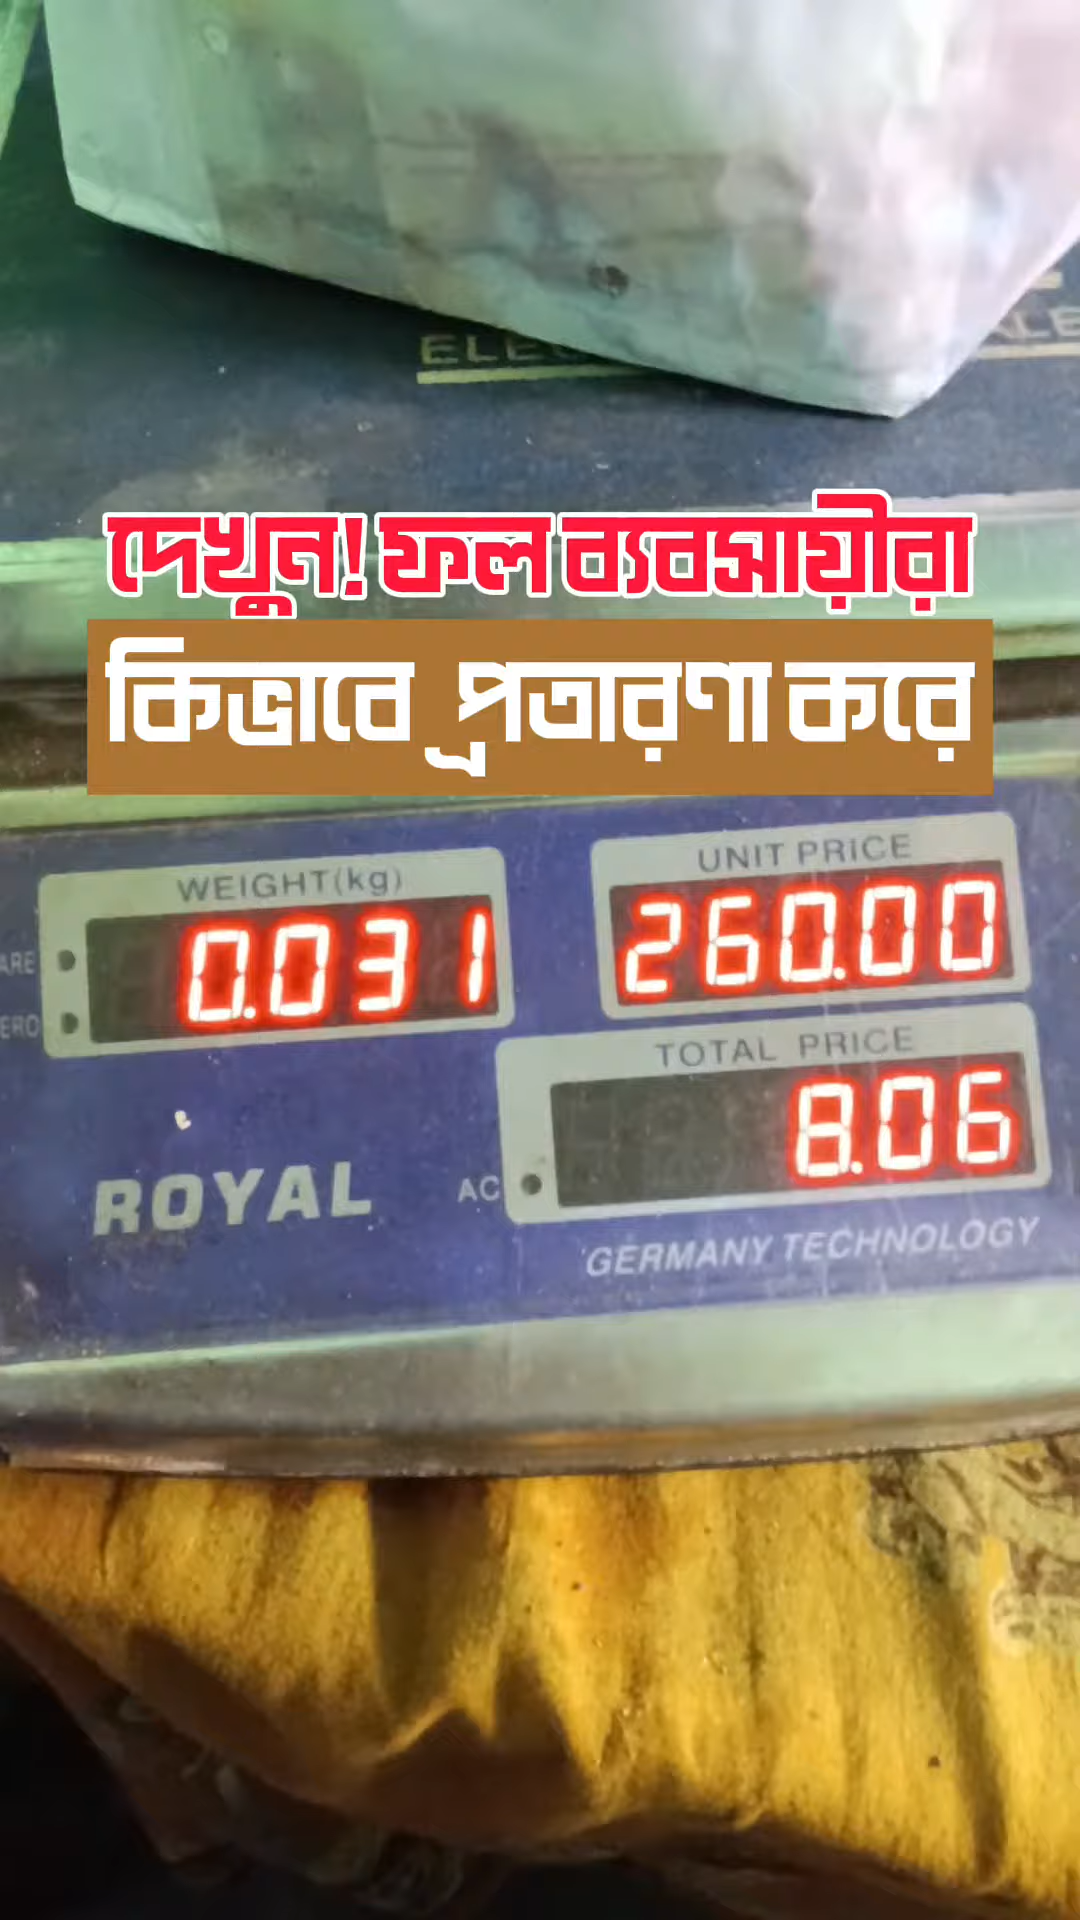 দেখুন! ফল ব্যবসায়ীরা
কিভাবে প্রতারণা করে
WEIGHT(kg)
0.031
UNIT PRICE
260.00
TOTAL PRICE
8.06
AC
ROYAL
GERMANY TECHNOLOGY